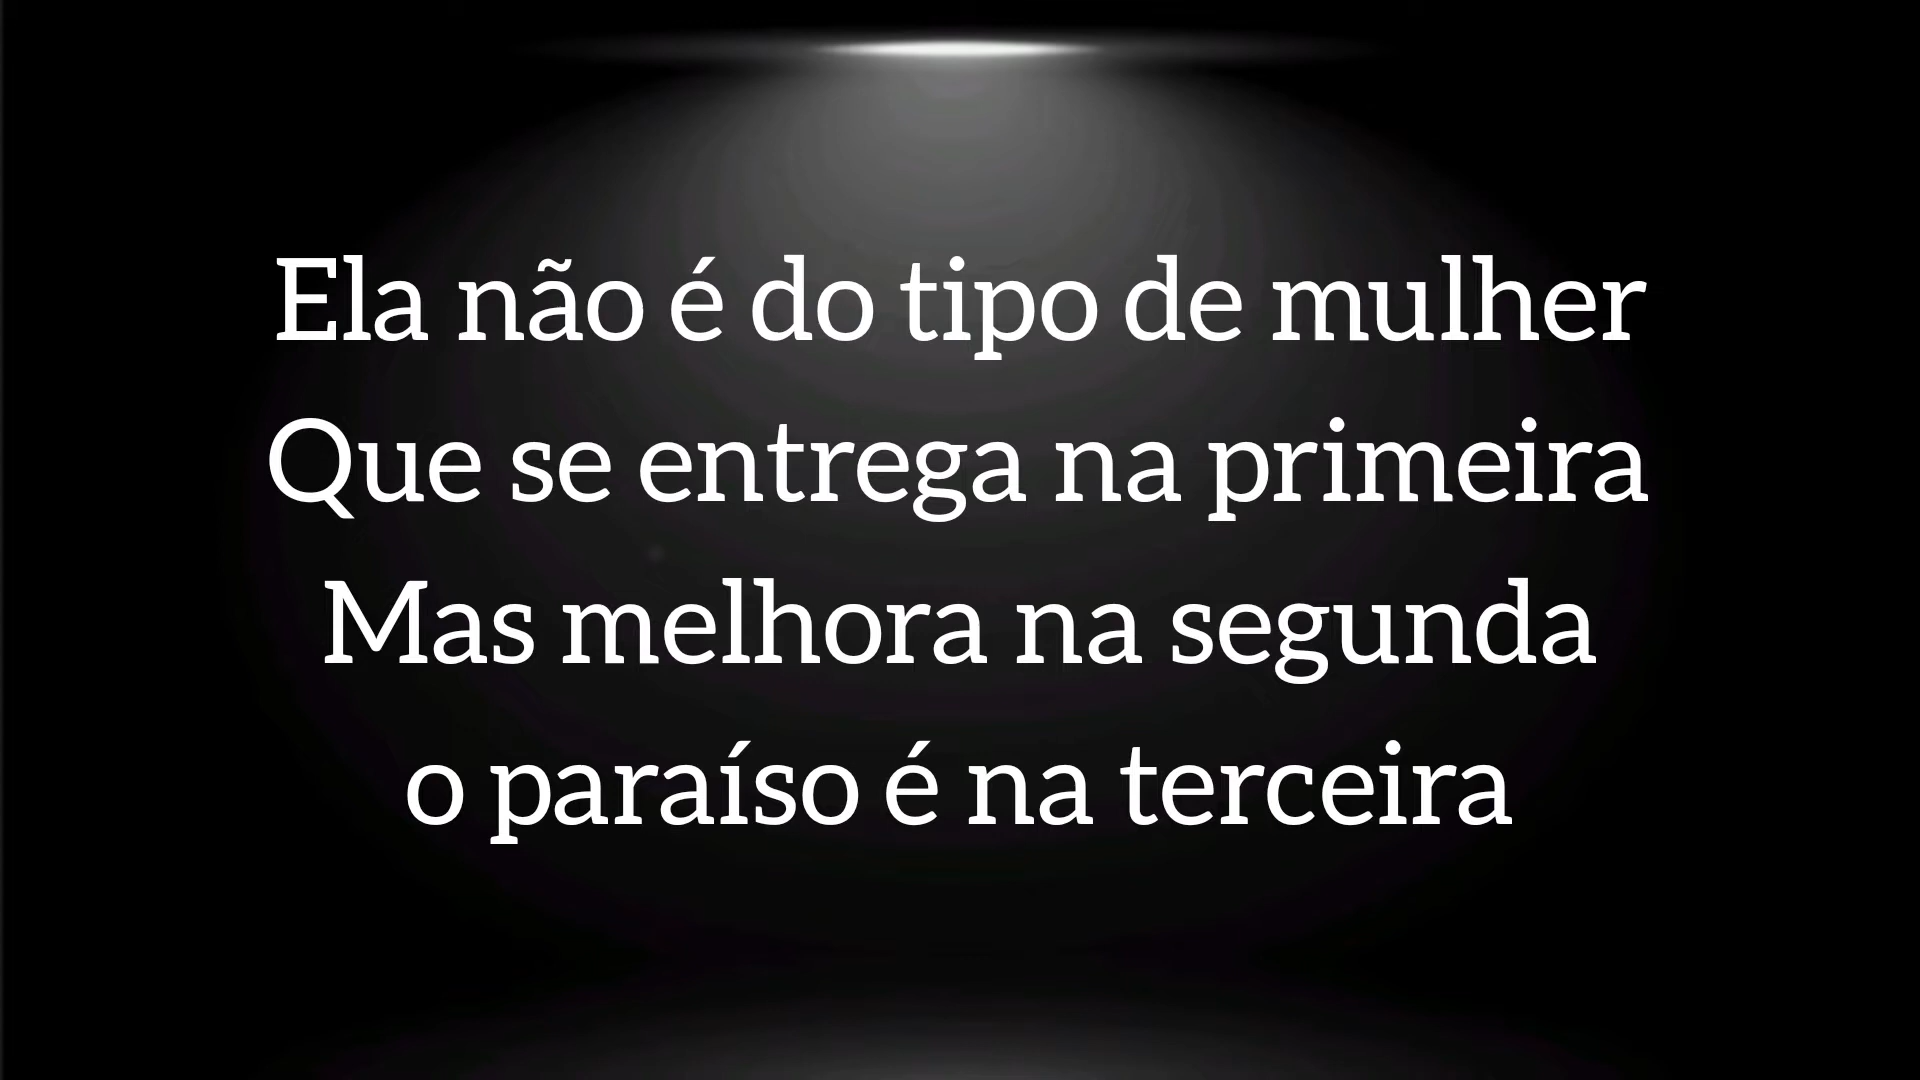 Ela não é do tipo de mulher
Que se entrega na primeira
Mas melhora na segunda
o paraíso é na terceira